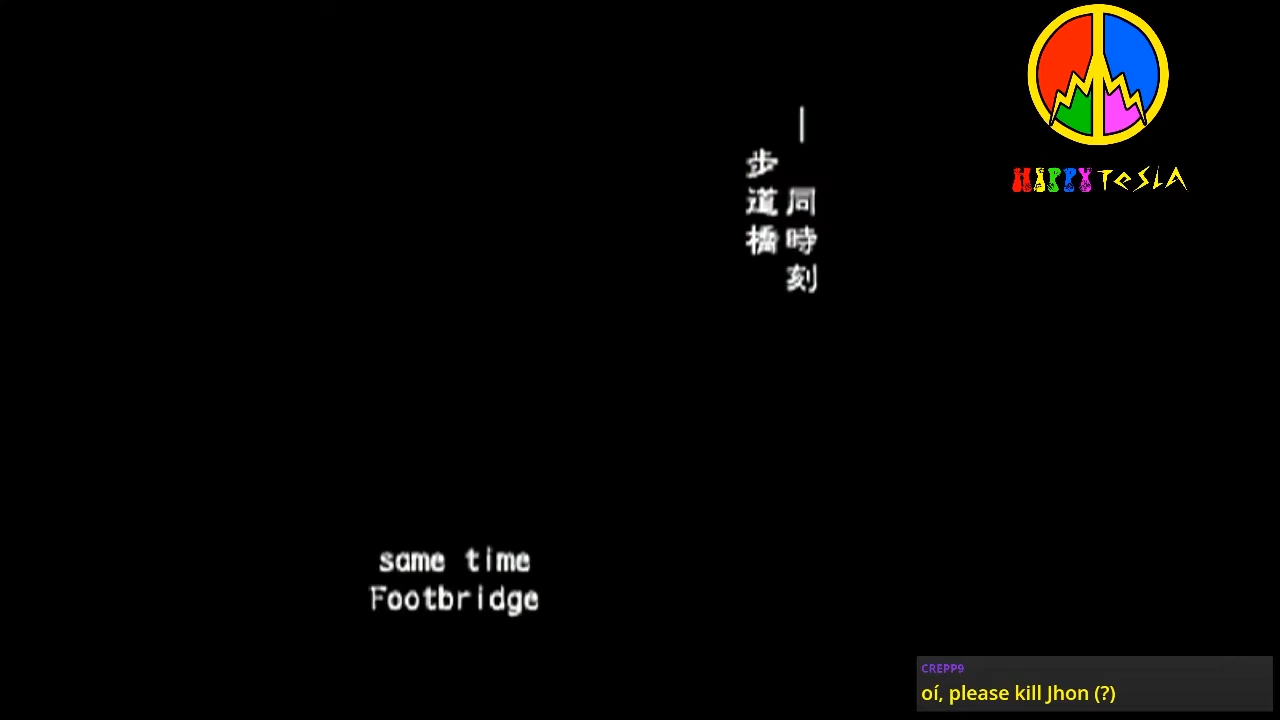 ｜同時刻
歩道橋
HAPPY TESLA
same time
Footbridge
CREPP9
oí, please kill Jhon (?)